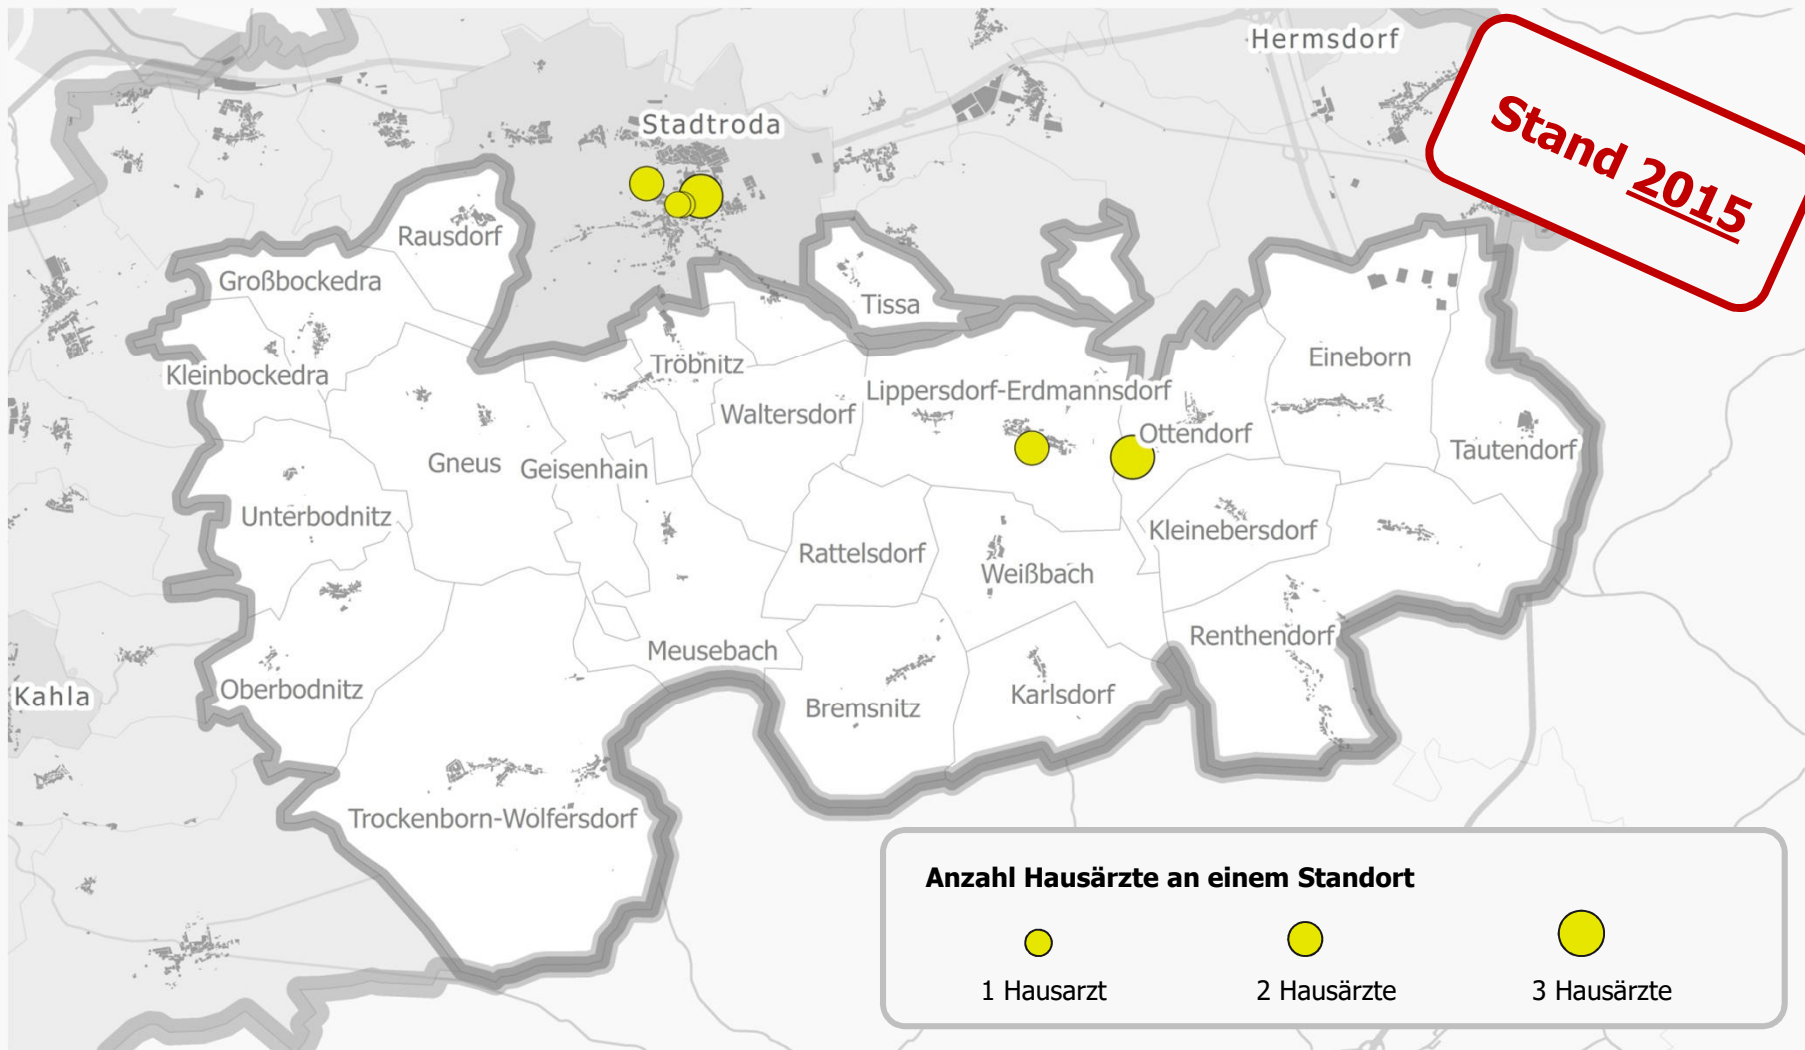 Hermsdorf
Stand 2015
Stadtroda
Rausdorf
Großbockedra
Tissa
Eineborn
Tröbnitz
Kleinbockedra
Lippersdorf-Erdmannsdorf
Waltersdorf
Ottendorf
Tautendorf
Gneus
Geisenhain
Unterbodnitz
Kleinebersdorf
Rattelsdorf
Weißbach
Renthendorf
Meusebach
Oberbodnitz
Kahla
Karlsdorf
Bremsnitz
Trockenborn-Wolfersdorf
Anzahl Hausärzte an einem Standort
1 Hausarzt
2 Hausärzte
3 Hausärzte